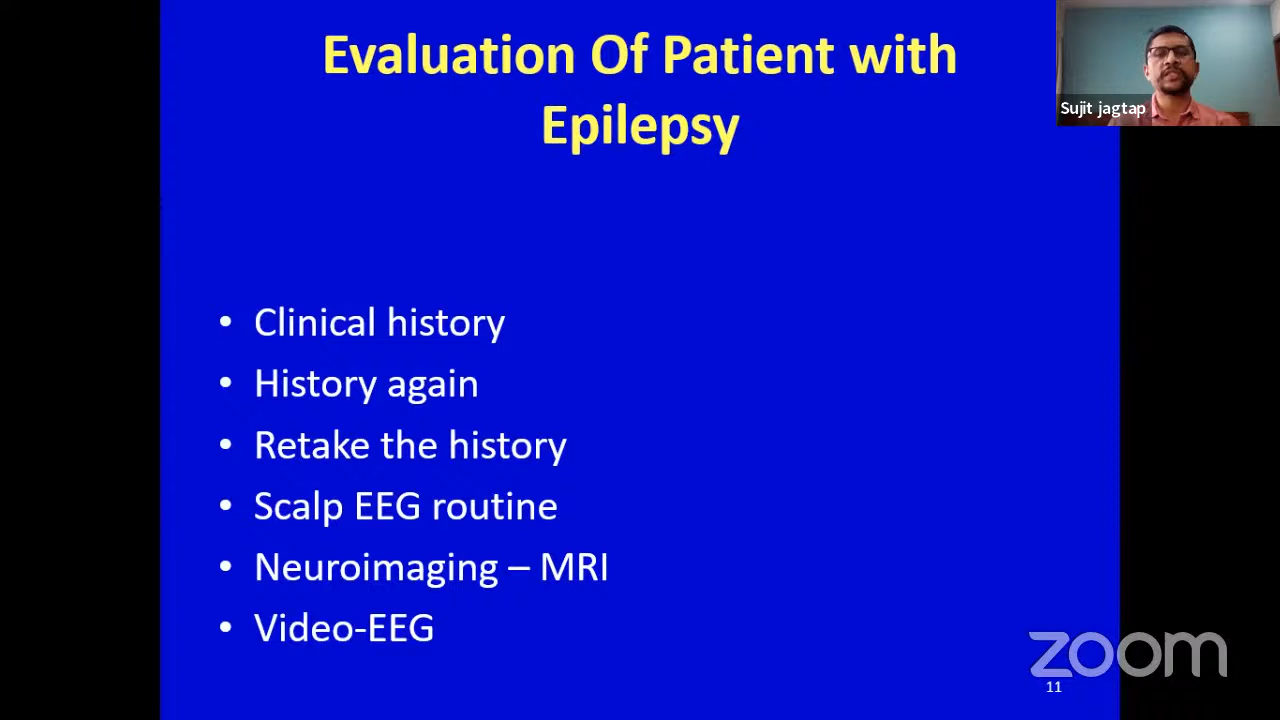 Evaluation Of Patient with
Epilepsy
Sujit jagtap
• Clinical history
• History again
• Retake the history
• Scalp EEG routine
• Neuroimaging – MRI
• Video-EEG
zoom
11